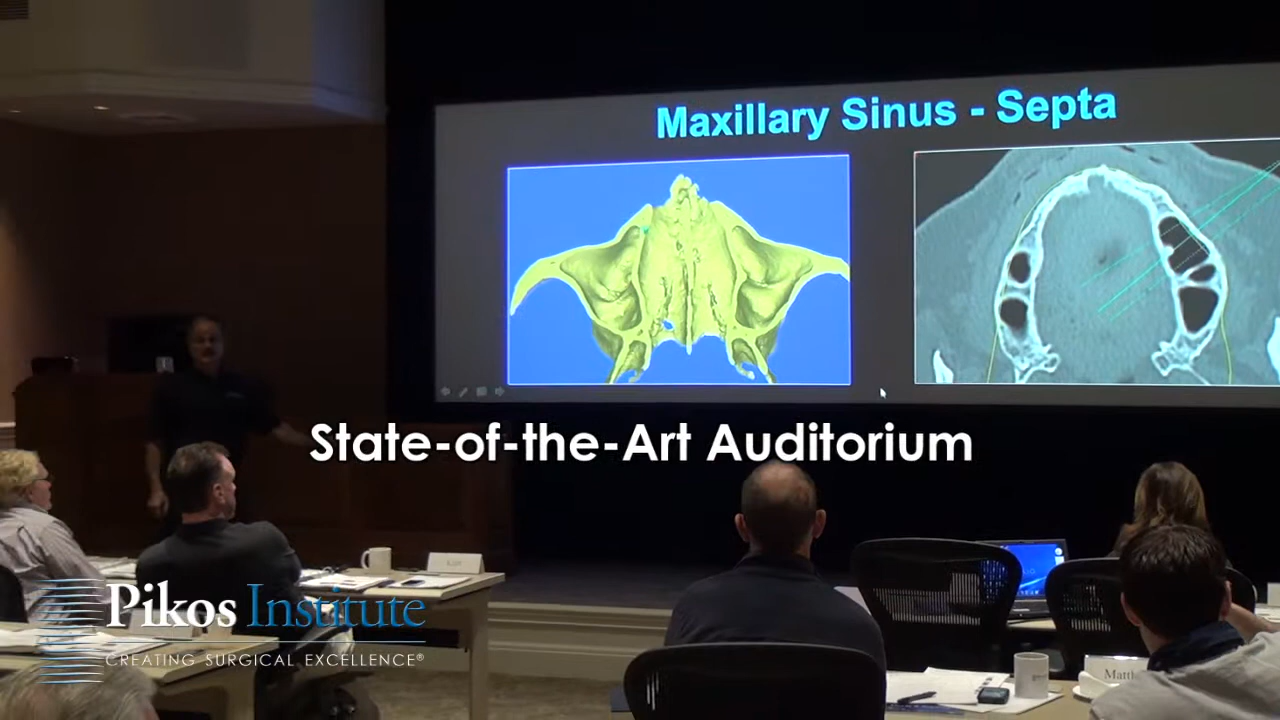 Maxillary Sinus - Septa
State-of-the-Art Auditorium
Pikos Institute
CREATING SURGICAL EXCELLENCE®